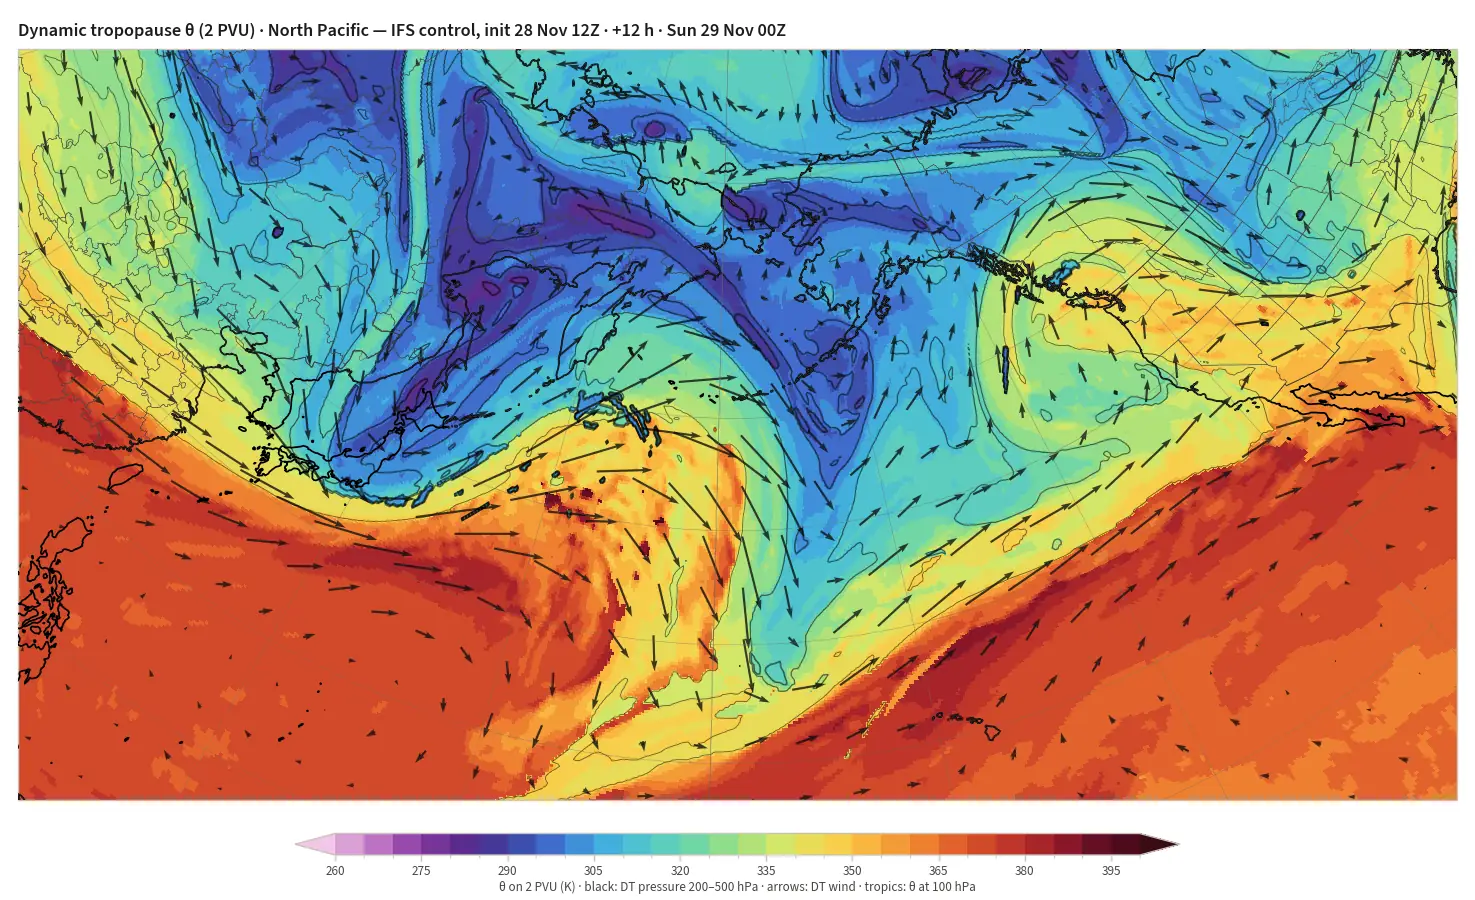 Dynamic tropopause θ (2 PVU) · North Pacific — IFS control, init 28 Nov 12Z · +12 h · Sun 29 Nov 00Z
260 275 290 305 320 335 350 365 380 395
θ on 2 PVU (K) · black: DT pressure 200–500 hPa · arrows: DT wind · tropics: θ at 100 hPa